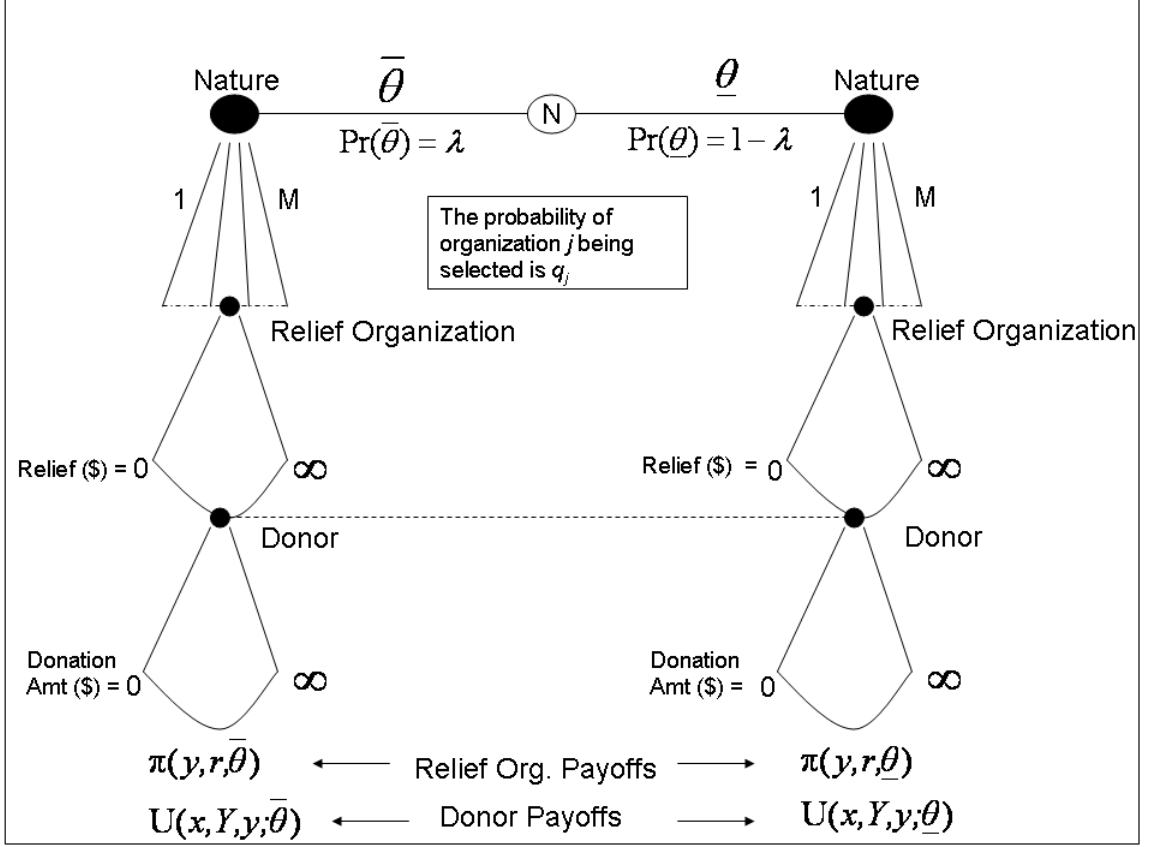 Nature θ̅ θ̲ Nature
N
Pr(θ̅) = λ Pr(θ̲) = 1 − λ
1 M 1 M
The probability of
organization j being
selected is qⱼ
Relief Organization Relief Organization
Relief ($) = 0 ∞ Relief ($) = 0 ∞
Donor Donor
Donation Donation
Amt ($) = 0 ∞ Amt ($) = 0 ∞
π(y,r,θ̅) Relief Org. Payoffs π(y,r,θ̲)
U(x,Y,y;θ̅) Donor Payoffs U(x,Y,y;θ̲)